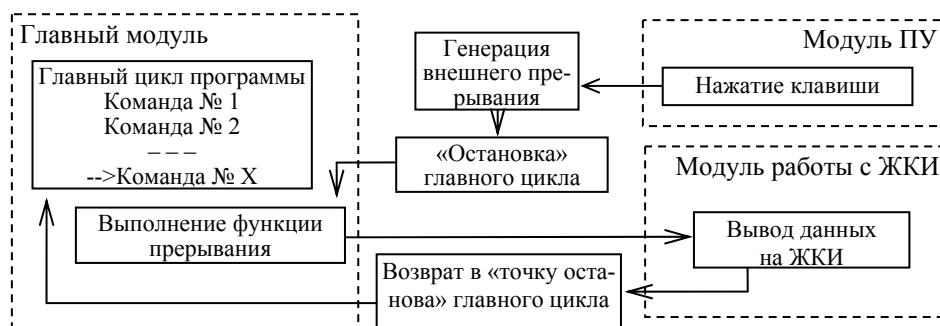 Главный модуль
Главный цикл программы
Команда № 1
Команда № 2
– – –
-->Команда № X
Выполнение функции
прерывания
Генерация
внешнего пре-
рывания
«Остановка»
главного цикла
Возврат в «точку оста-
нова» главного цикла
Модуль ПУ
Нажатие клавиши
Модуль работы с ЖКИ
Вывод данных
на ЖКИ